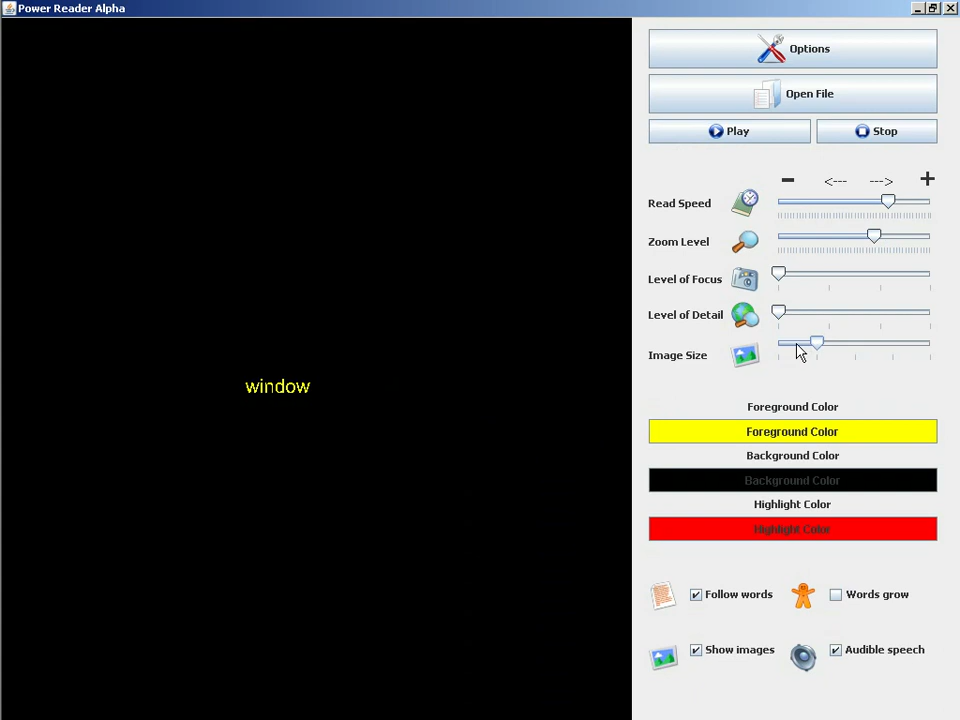 Power Reader Alpha
Options
Open File
Play Stop
- <--- ---> +
Read Speed
Zoom Level
Level of Focus
Level of Detail
Image Size
window
Foreground Color
Foreground Color
Background Color
Background Color
Highlight Color
Highlight Color
Follow words Words grow
Show images Audible speech